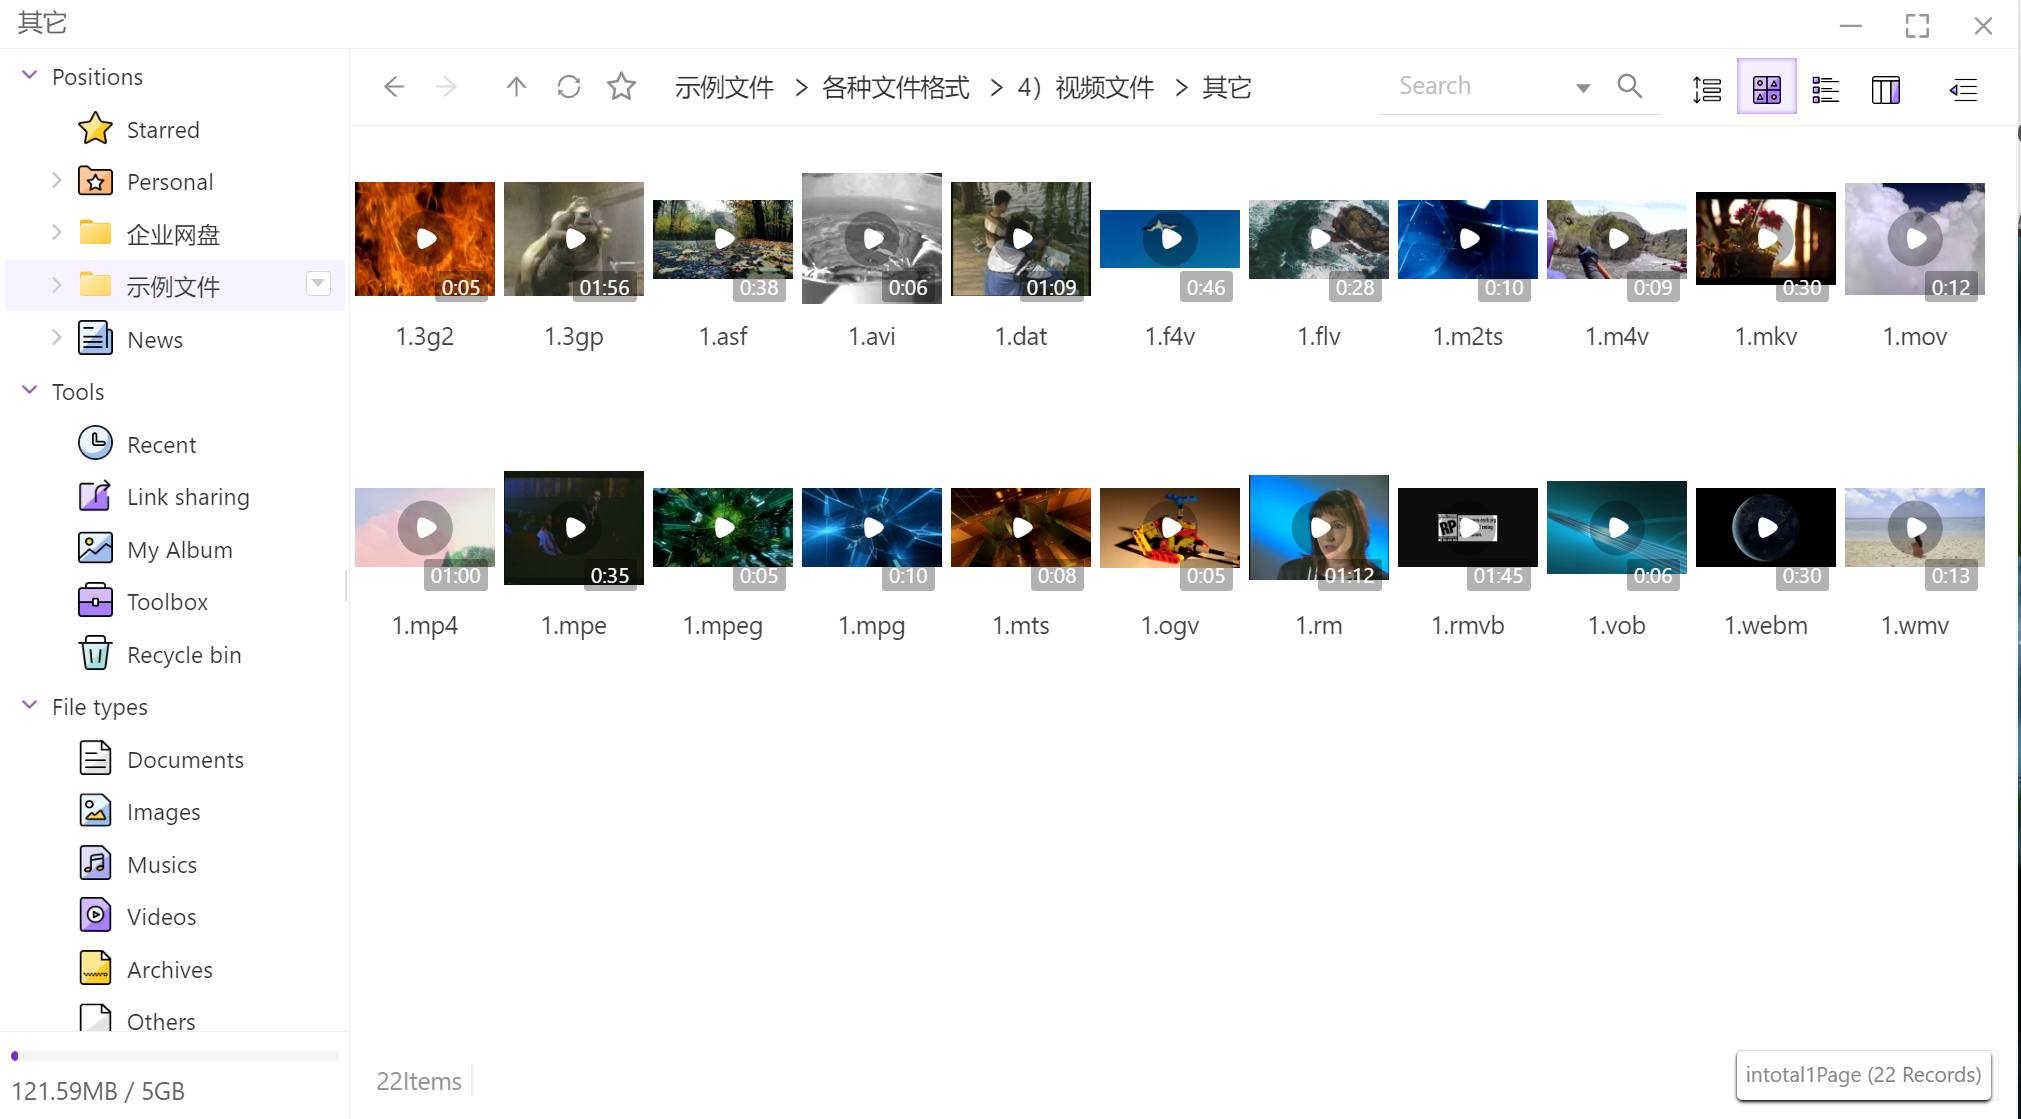 其它
Positions
Starred
Personal
企业网盘
示例文件
News
Tools
Recent
Link sharing
My Album
Toolbox
Recycle bin
File types
Documents
Images
Musics
Videos
Archives
Others
121.59MB / 5GB
示例文件 > 各种文件格式 > 4）视频文件 > 其它
Search
0:05 01:56 0:38 0:06 01:09 0:46 0:28 0:10 0:09 0:30 0:12
1.3g2 1.3gp 1.asf 1.avi 1.dat 1.f4v 1.flv 1.m2ts 1.m4v 1.mkv 1.mov
RP
01:00 0:35 0:05 0:10 0:08 0:05 01:12 01:45 0:06 0:30 0:13
1.mp4 1.mpe 1.mpeg 1.mpg 1.mts 1.ogv 1.rm 1.rmvb 1.vob 1.webm 1.wmv
22Items
intotal1Page (22 Records)